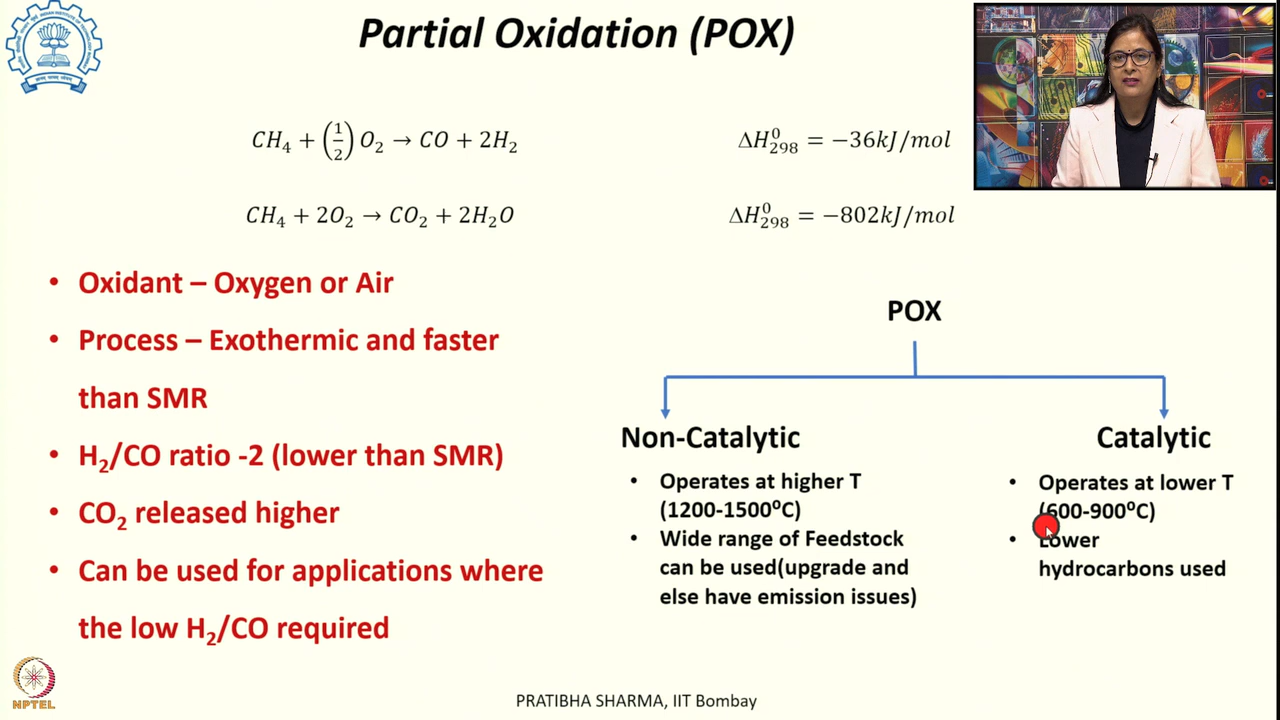 Partial Oxidation (POX)
CH₄ + (1/2) O₂ → CO + 2H₂
ΔH⁰₂₉₈ = −36kJ/mol
CH₄ + 2O₂ → CO₂ + 2H₂O
ΔH⁰₂₉₈ = −802kJ/mol
• Oxidant – Oxygen or Air
• Process – Exothermic and faster
than SMR
• H₂/CO ratio -2 (lower than SMR)
• CO₂ released higher
• Can be used for applications where
the low H₂/CO required
POX
Non-Catalytic
• Operates at higher T
(1200-1500⁰C)
• Wide range of Feedstock
can be used(upgrade and
else have emission issues)
Catalytic
• Operates at lower T
(600-900⁰C)
• Lower
hydrocarbons used
NPTEL
PRATIBHA SHARMA, IIT Bombay